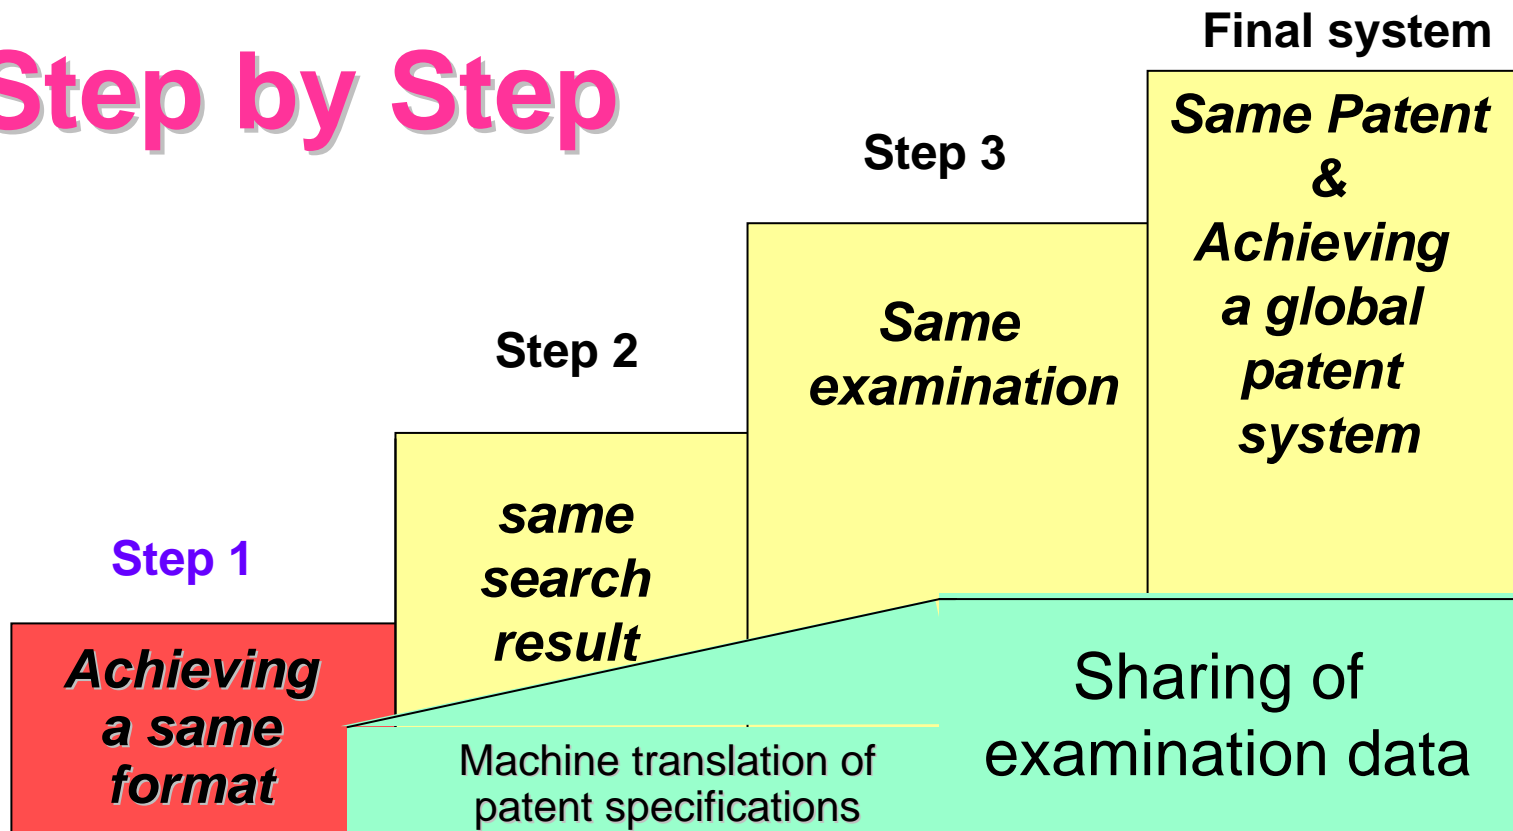 Step by Step
Final system
Same Patent
&
Achieving
a global
patent
system
Step 3
Same
examination
Step 2
same
search
result
Step 1
Achieving
a same
format
Machine translation of
patent specifications
Sharing of
examination data